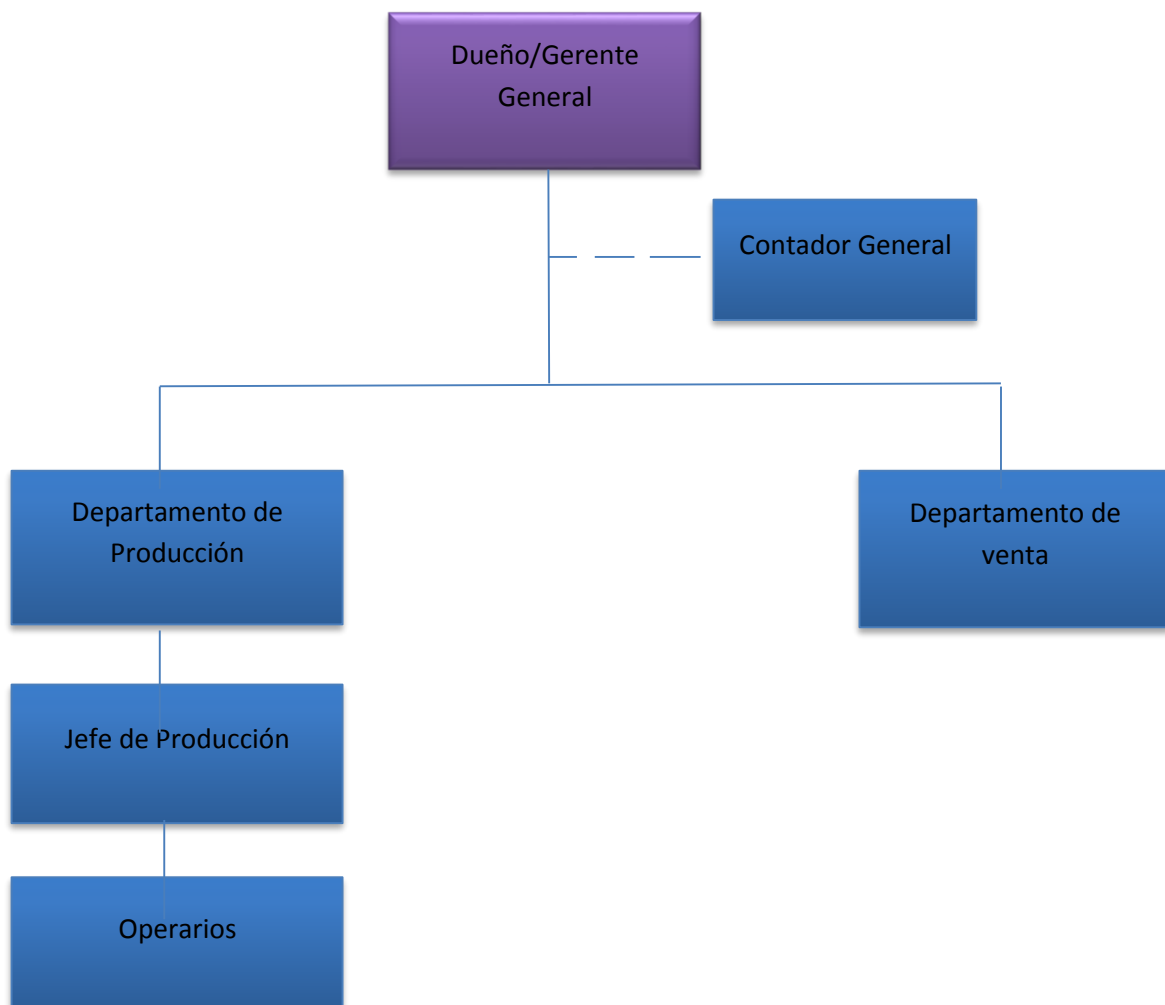 Dueño/Gerente
General
Contador General
Departamento de
Producción
Departamento de
venta
Jefe de Producción
Operarios